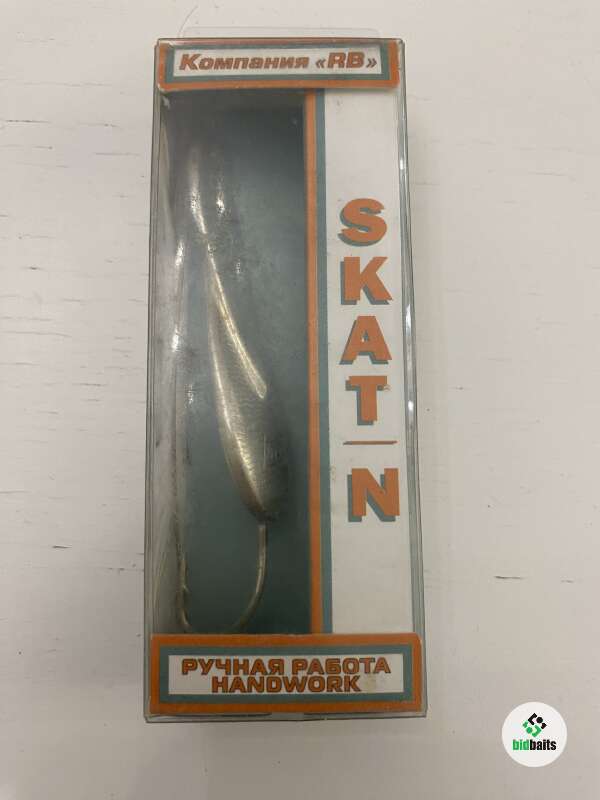 Компания «RB»
SKAT-N
РУЧНАЯ РАБОТА
HANDWORK
bidbaits